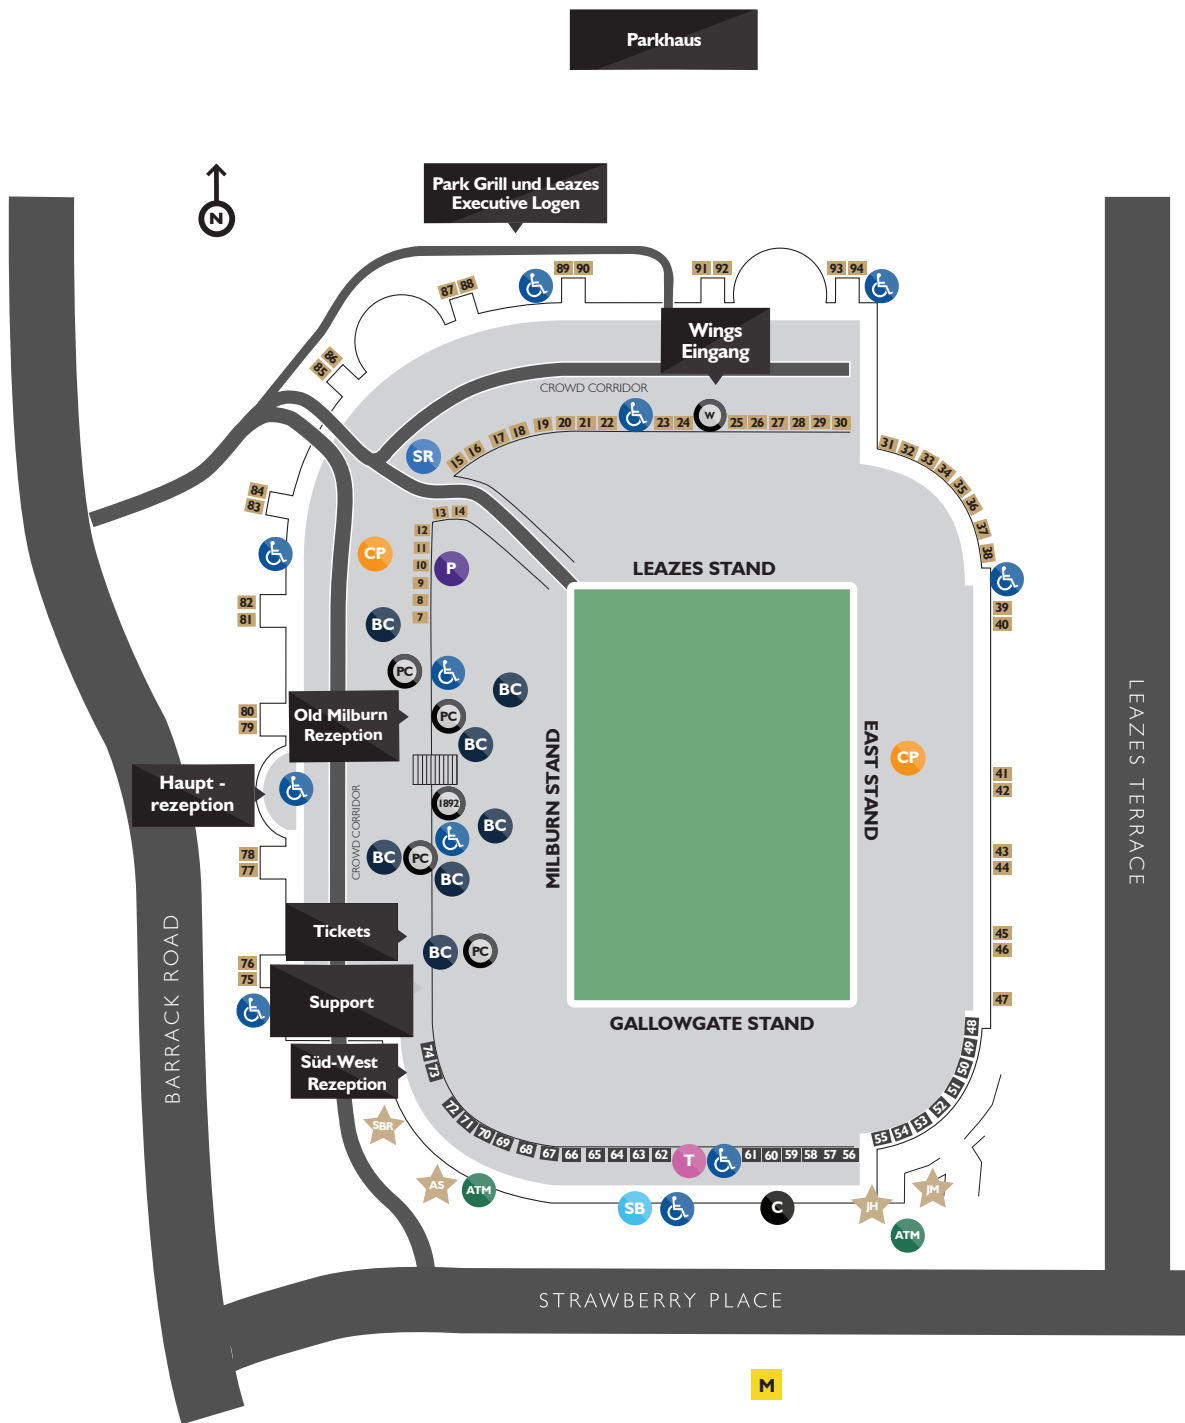 Parkhaus
N
Park Grill und Leazes
Executive Logen
89 90
91 92
93 94
87 88
86
85
Wings
Eingang
CROWD CORRIDOR
W
15 16 17 18 19 20 21 22 23 24 25 26 27 28 29 30
31 32 33 34 35 36 37 38
SR
84
83
13 14
12
11
10
9
8
7
CP
P
LEAZES STAND
82
81
39
40
BC
PC
BC
PC
BC
Old Milburn
Rezeption
80
79
MILBURN STAND
EAST STAND
CP
LEAZES TERRACE
Haupt -
rezeption
41
42
CROWD CORRIDOR
1892
BC
BC
PC
BC
78
77
43
44
BARRACK ROAD
Tickets
BC
PC
45
46
76
75
Support
47
GALLOWGATE STAND
Süd-West
Rezeption
74
73
48
49
50
51
52
53
54
55
72 71 70 69 68 67 66 65 64 63 62
T
61 60 59 58 57 56
SBR
AS
ATM
SB
C
JH
JM
ATM
STRAWBERRY PLACE
M